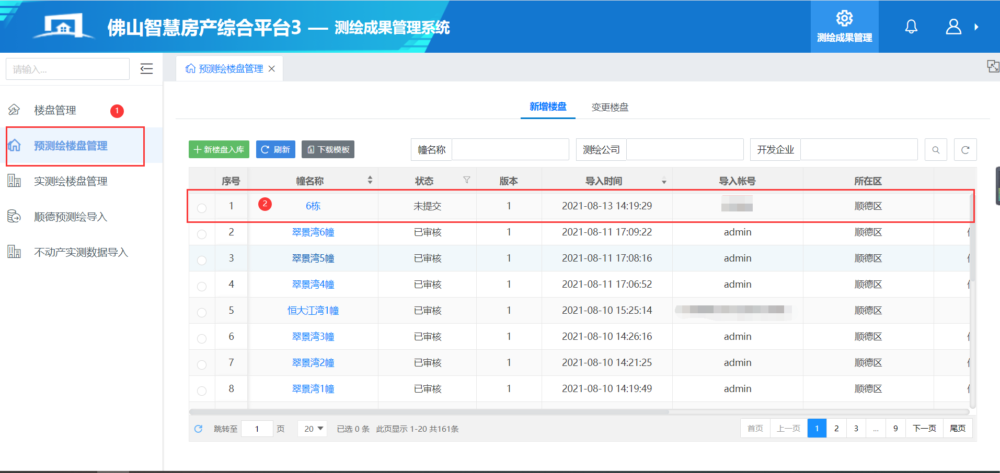 佛山智慧房产综合平台3 — 测绘成果管理系统
测绘成果管理
请输入...
预测绘楼盘管理
楼盘管理 1
预测绘楼盘管理
实测绘楼盘管理
顺德预测绘导入
不动产实测数据导入
新增楼盘 变更楼盘
新楼盘入库 刷新 下载模板 幢名称 测绘公司 开发企业
序号 幢名称 状态 版本 导入时间 导入帐号 所在区
1 2 6栋 未提交 1 2021-08-13 14:19:29 顺德区
2 翠景湾6幢 已审核 1 2021-08-11 17:09:22 admin 顺德区
3 翠景湾5幢 已审核 1 2021-08-11 17:08:16 admin 顺德区
4 翠景湾4幢 已审核 1 2021-08-11 17:06:52 admin 顺德区
5 恒大江湾1幢 已审核 1 2021-08-10 15:25:14 顺德区
6 翠景湾3幢 已审核 1 2021-08-10 14:26:16 admin 顺德区
7 翠景湾2幢 已审核 1 2021-08-10 14:21:25 admin 顺德区
8 翠景湾1幢 已审核 1 2021-08-10 14:19:49 admin 顺德区
跳转至 1 页 20 已选 0 条 此页显示 1-20 共161条 首页 上一页 1 2 3 ... 9 下一页 尾页